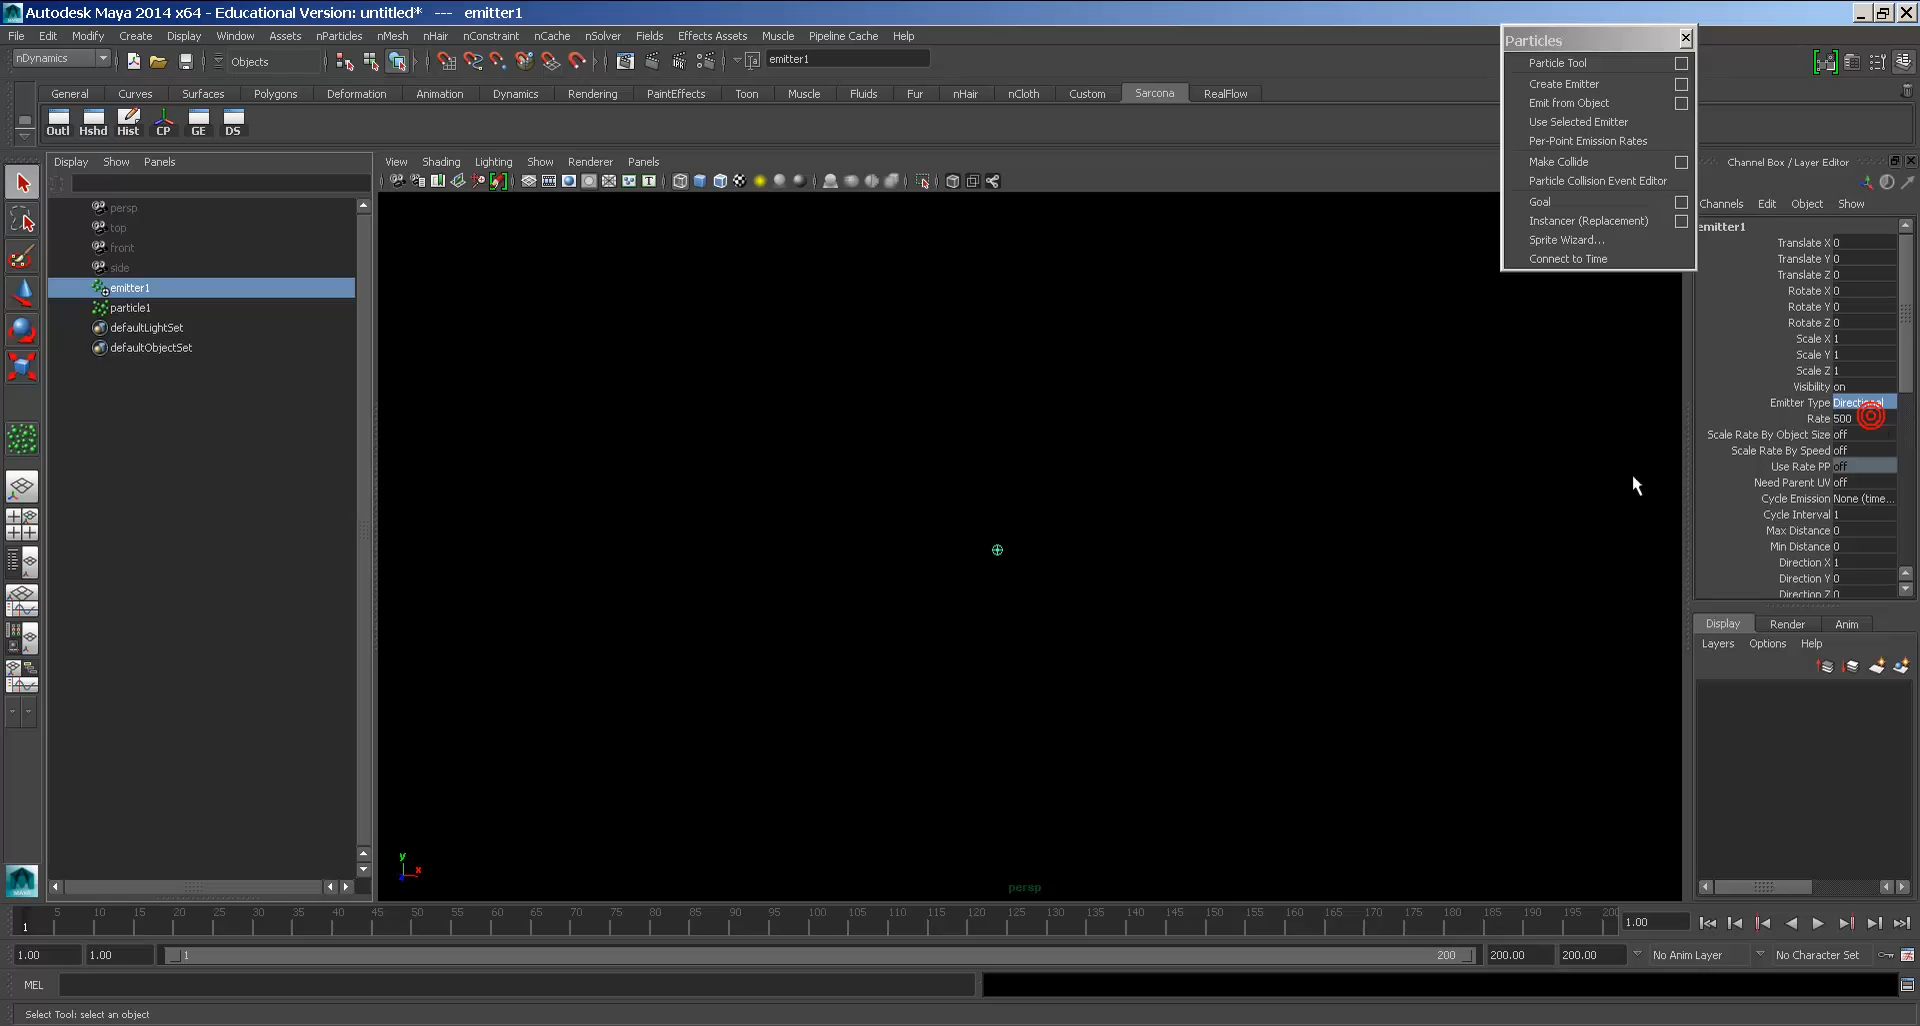 Autodesk Maya 2014 x64 - Educational Version: untitled* --- emitter1
File Edit Modify Create Display Window Assets nParticles nMesh nHair nConstraint nCache nSolver Fields Effects Assets Muscle Pipeline Cache Help
nDynamics Objects emitter1
General Curves Surfaces Polygons Deformation Animation Dynamics Rendering PaintEffects Toon Muscle Fluids Fur nHair nCloth Custom Sarcona RealFlow
Outl Hshd Hist CP GE DS
Particles
Particle Tool
Create Emitter
Emit from Object
Use Selected Emitter
Per-Point Emission Rates
Make Collide
Particle Collision Event Editor
Goal
Instancer (Replacement)
Sprite Wizard...
Connect to Time
Display Show Panels
persp
top
front
side
emitter1
particle1
defaultLightSet
defaultObjectSet
View Shading Lighting Show Renderer Panels
y
x
persp
Channel Box / Layer Editor
Channels Edit Object Show
emitter1
Translate X 0
Translate Y 0
Translate Z 0
Rotate X 0
Rotate Y 0
Rotate Z 0
Scale X 1
Scale Y 1
Scale Z 1
Visibility on
Emitter Type Directional
Rate 500
Scale Rate By Object Size off
Scale Rate By Speed off
Use Rate PP off
Need Parent UV off
Cycle Emission None (time...
Cycle Interval 1
Max Distance 0
Min Distance 0
Direction X 1
Direction Y 0
Direction Z 0
Display Render Anim
Layers Options Help
1 5 10 15 20 25 30 35 40 45 50 55 60 65 70 75 80 85 90 95 100 105 110 115 120 125 130 135 140 145 150 155 160 165 170 175 180 185 190 195 200 1.00
1.00 1.00 1 200 200.00 200.00 No Anim Layer No Character Set
MEL
Select Tool: select an object